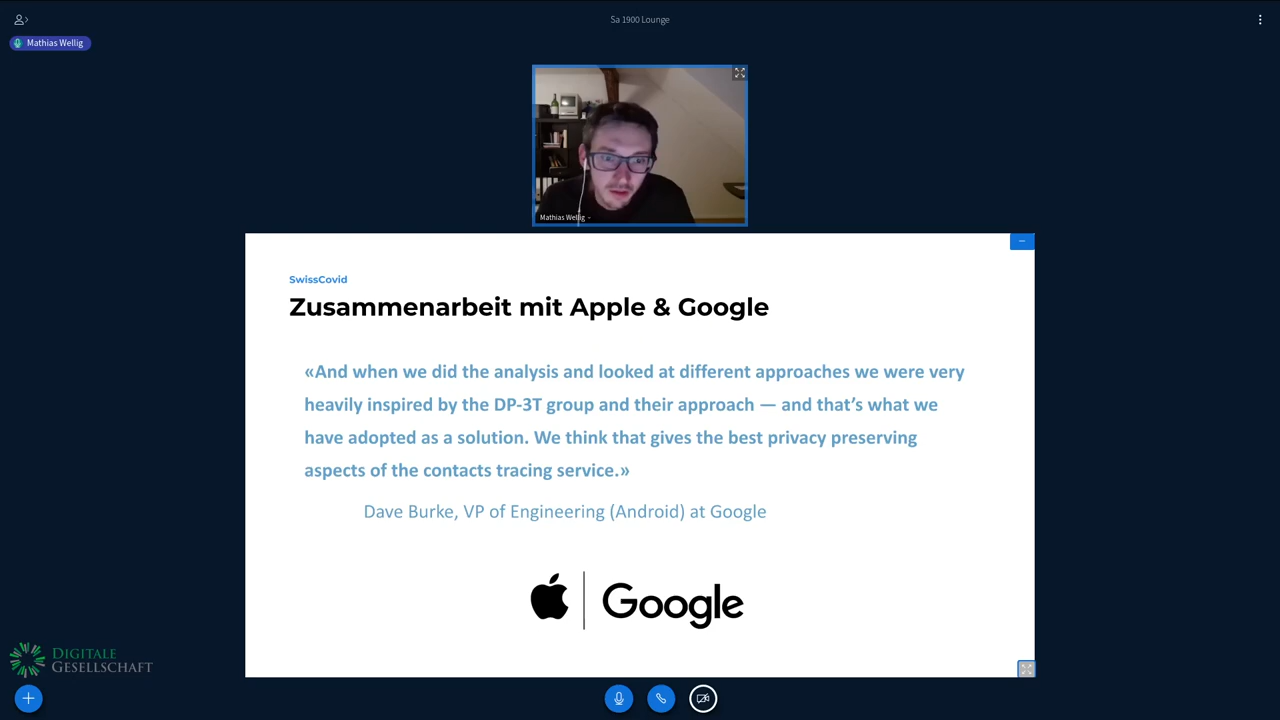 Sa 1900 Lounge
Mathias Wellig
Mathias Wellig
SwissCovid
Zusammenarbeit mit Apple & Google
«And when we did the analysis and looked at different approaches we were very
heavily inspired by the DP-3T group and their approach — and that’s what we
have adopted as a solution. We think that gives the best privacy preserving
aspects of the contacts tracing service.»
Dave Burke, VP of Engineering (Android) at Google
Google
DIGITALE
GESELLSCHAFT